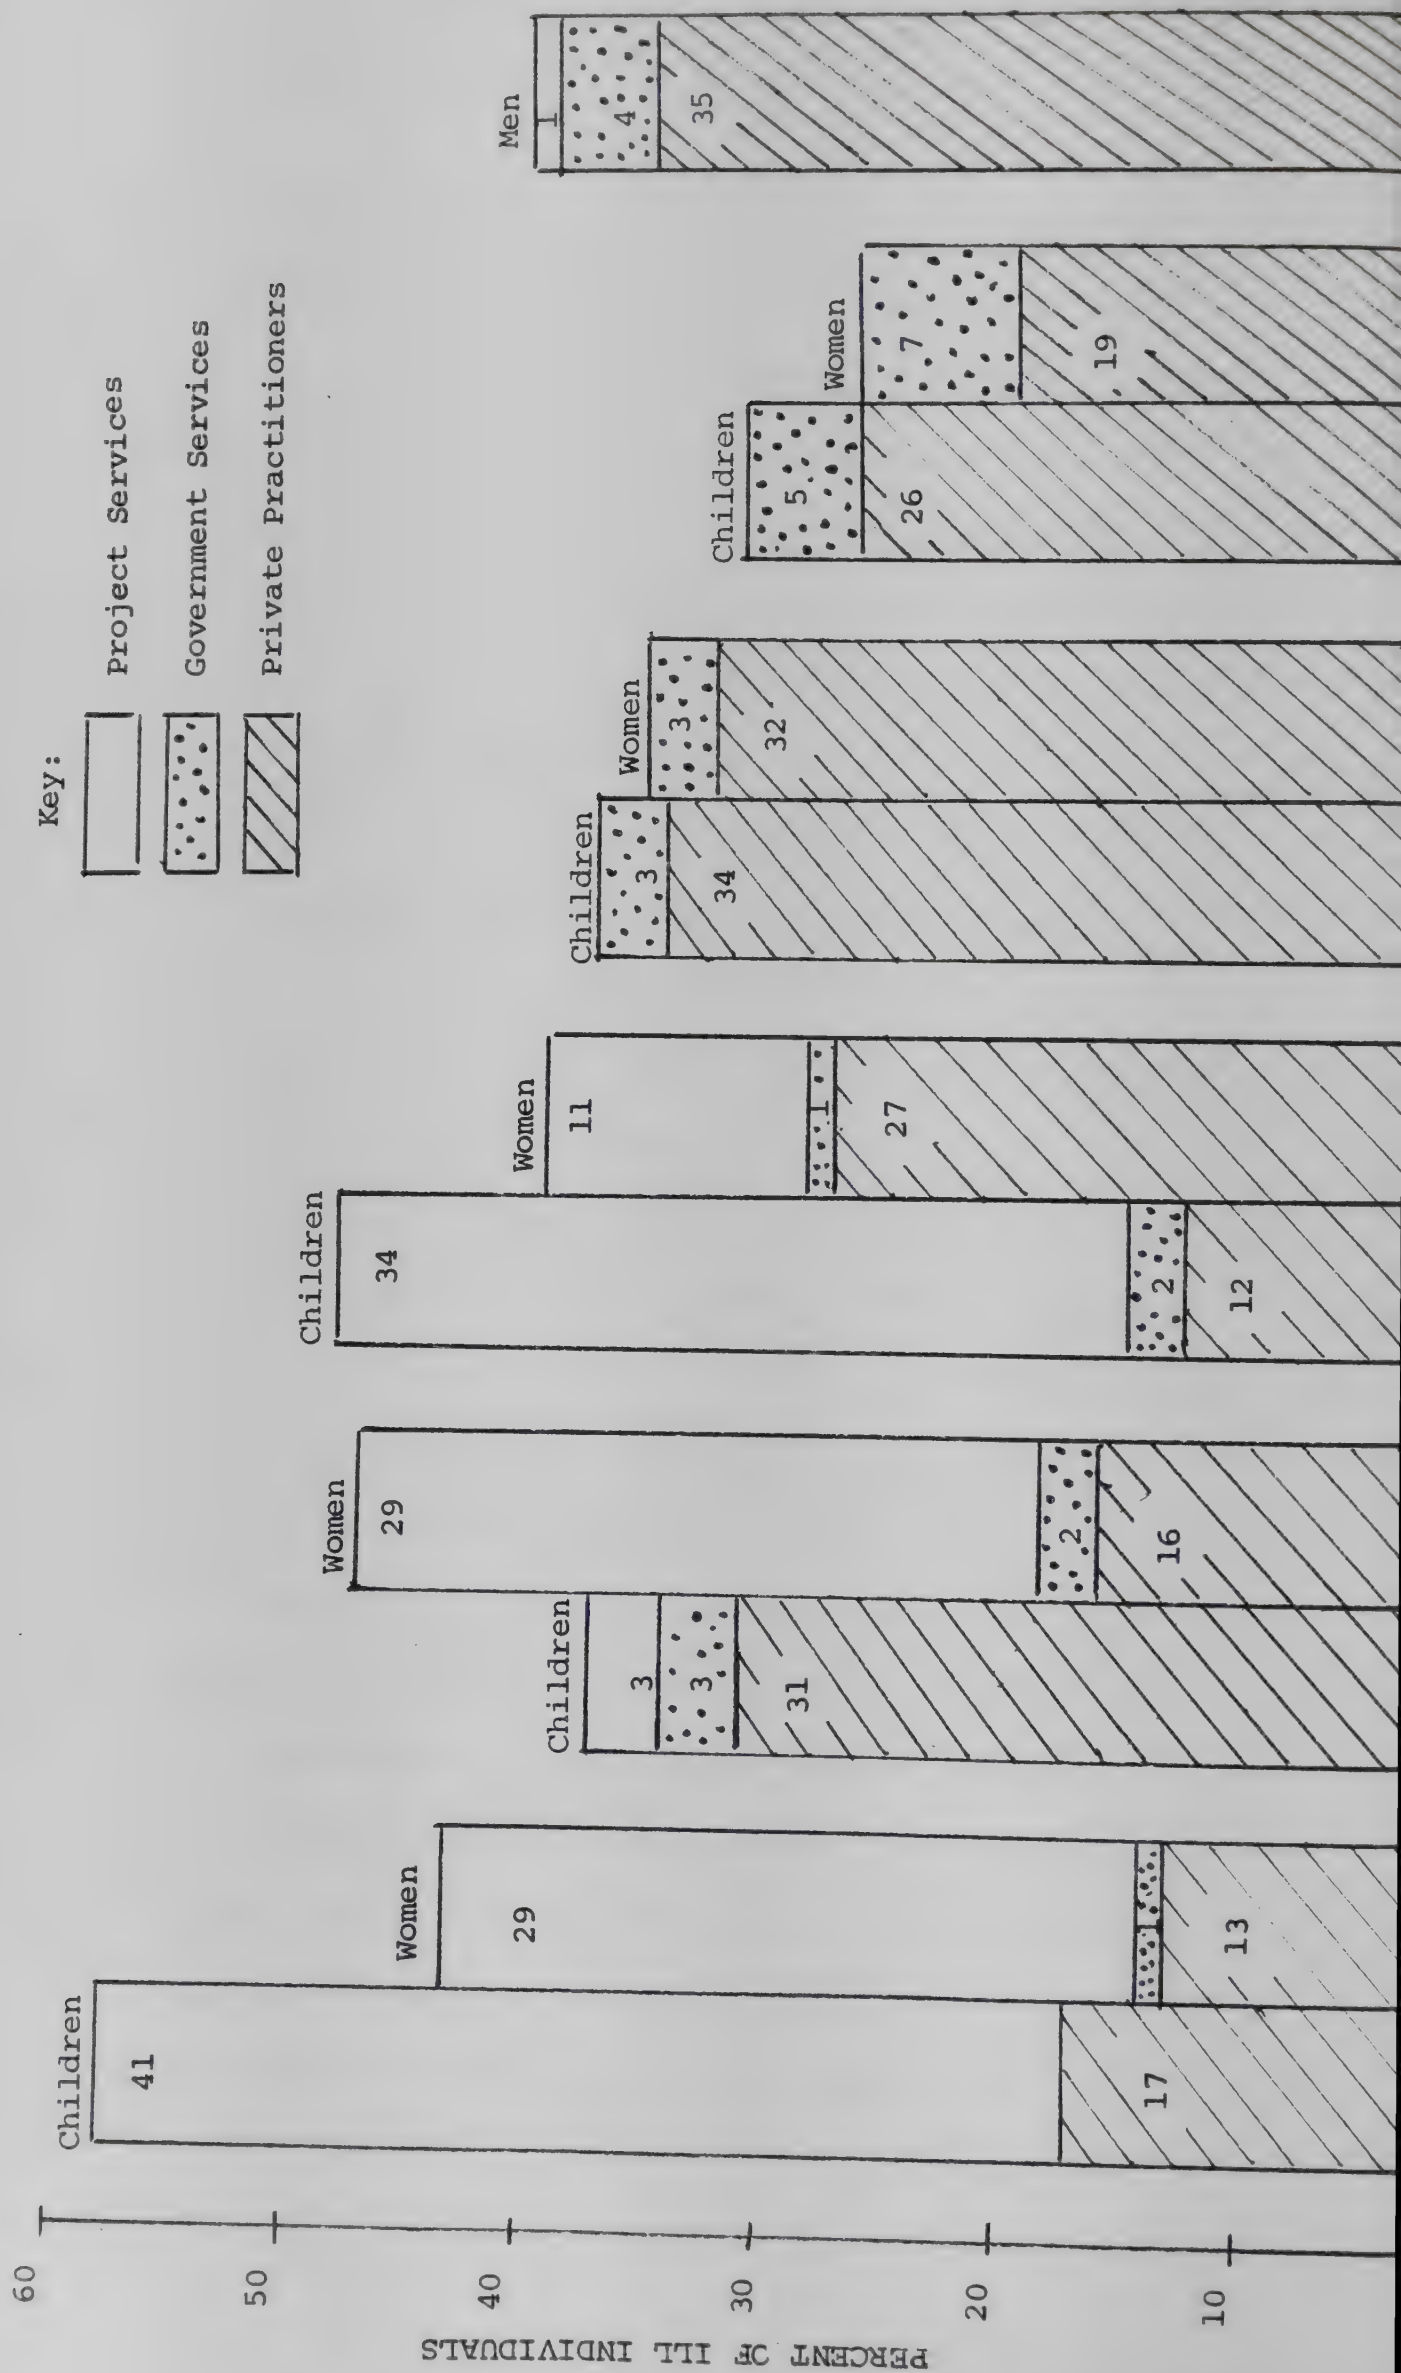 Key:
Project Services
Government Services
Private Practitioners
PERCENT OF ILL INDIVIDUALS
60
50
40
30
20
10
Children
41
17
Women
29
1
13
Children
3
3
31
Women
29
2
16
Children
34
2
12
Women
11
1
27
Children
3
34
Women
3
32
Children
5
26
Women
7
19
Men
1
4
35